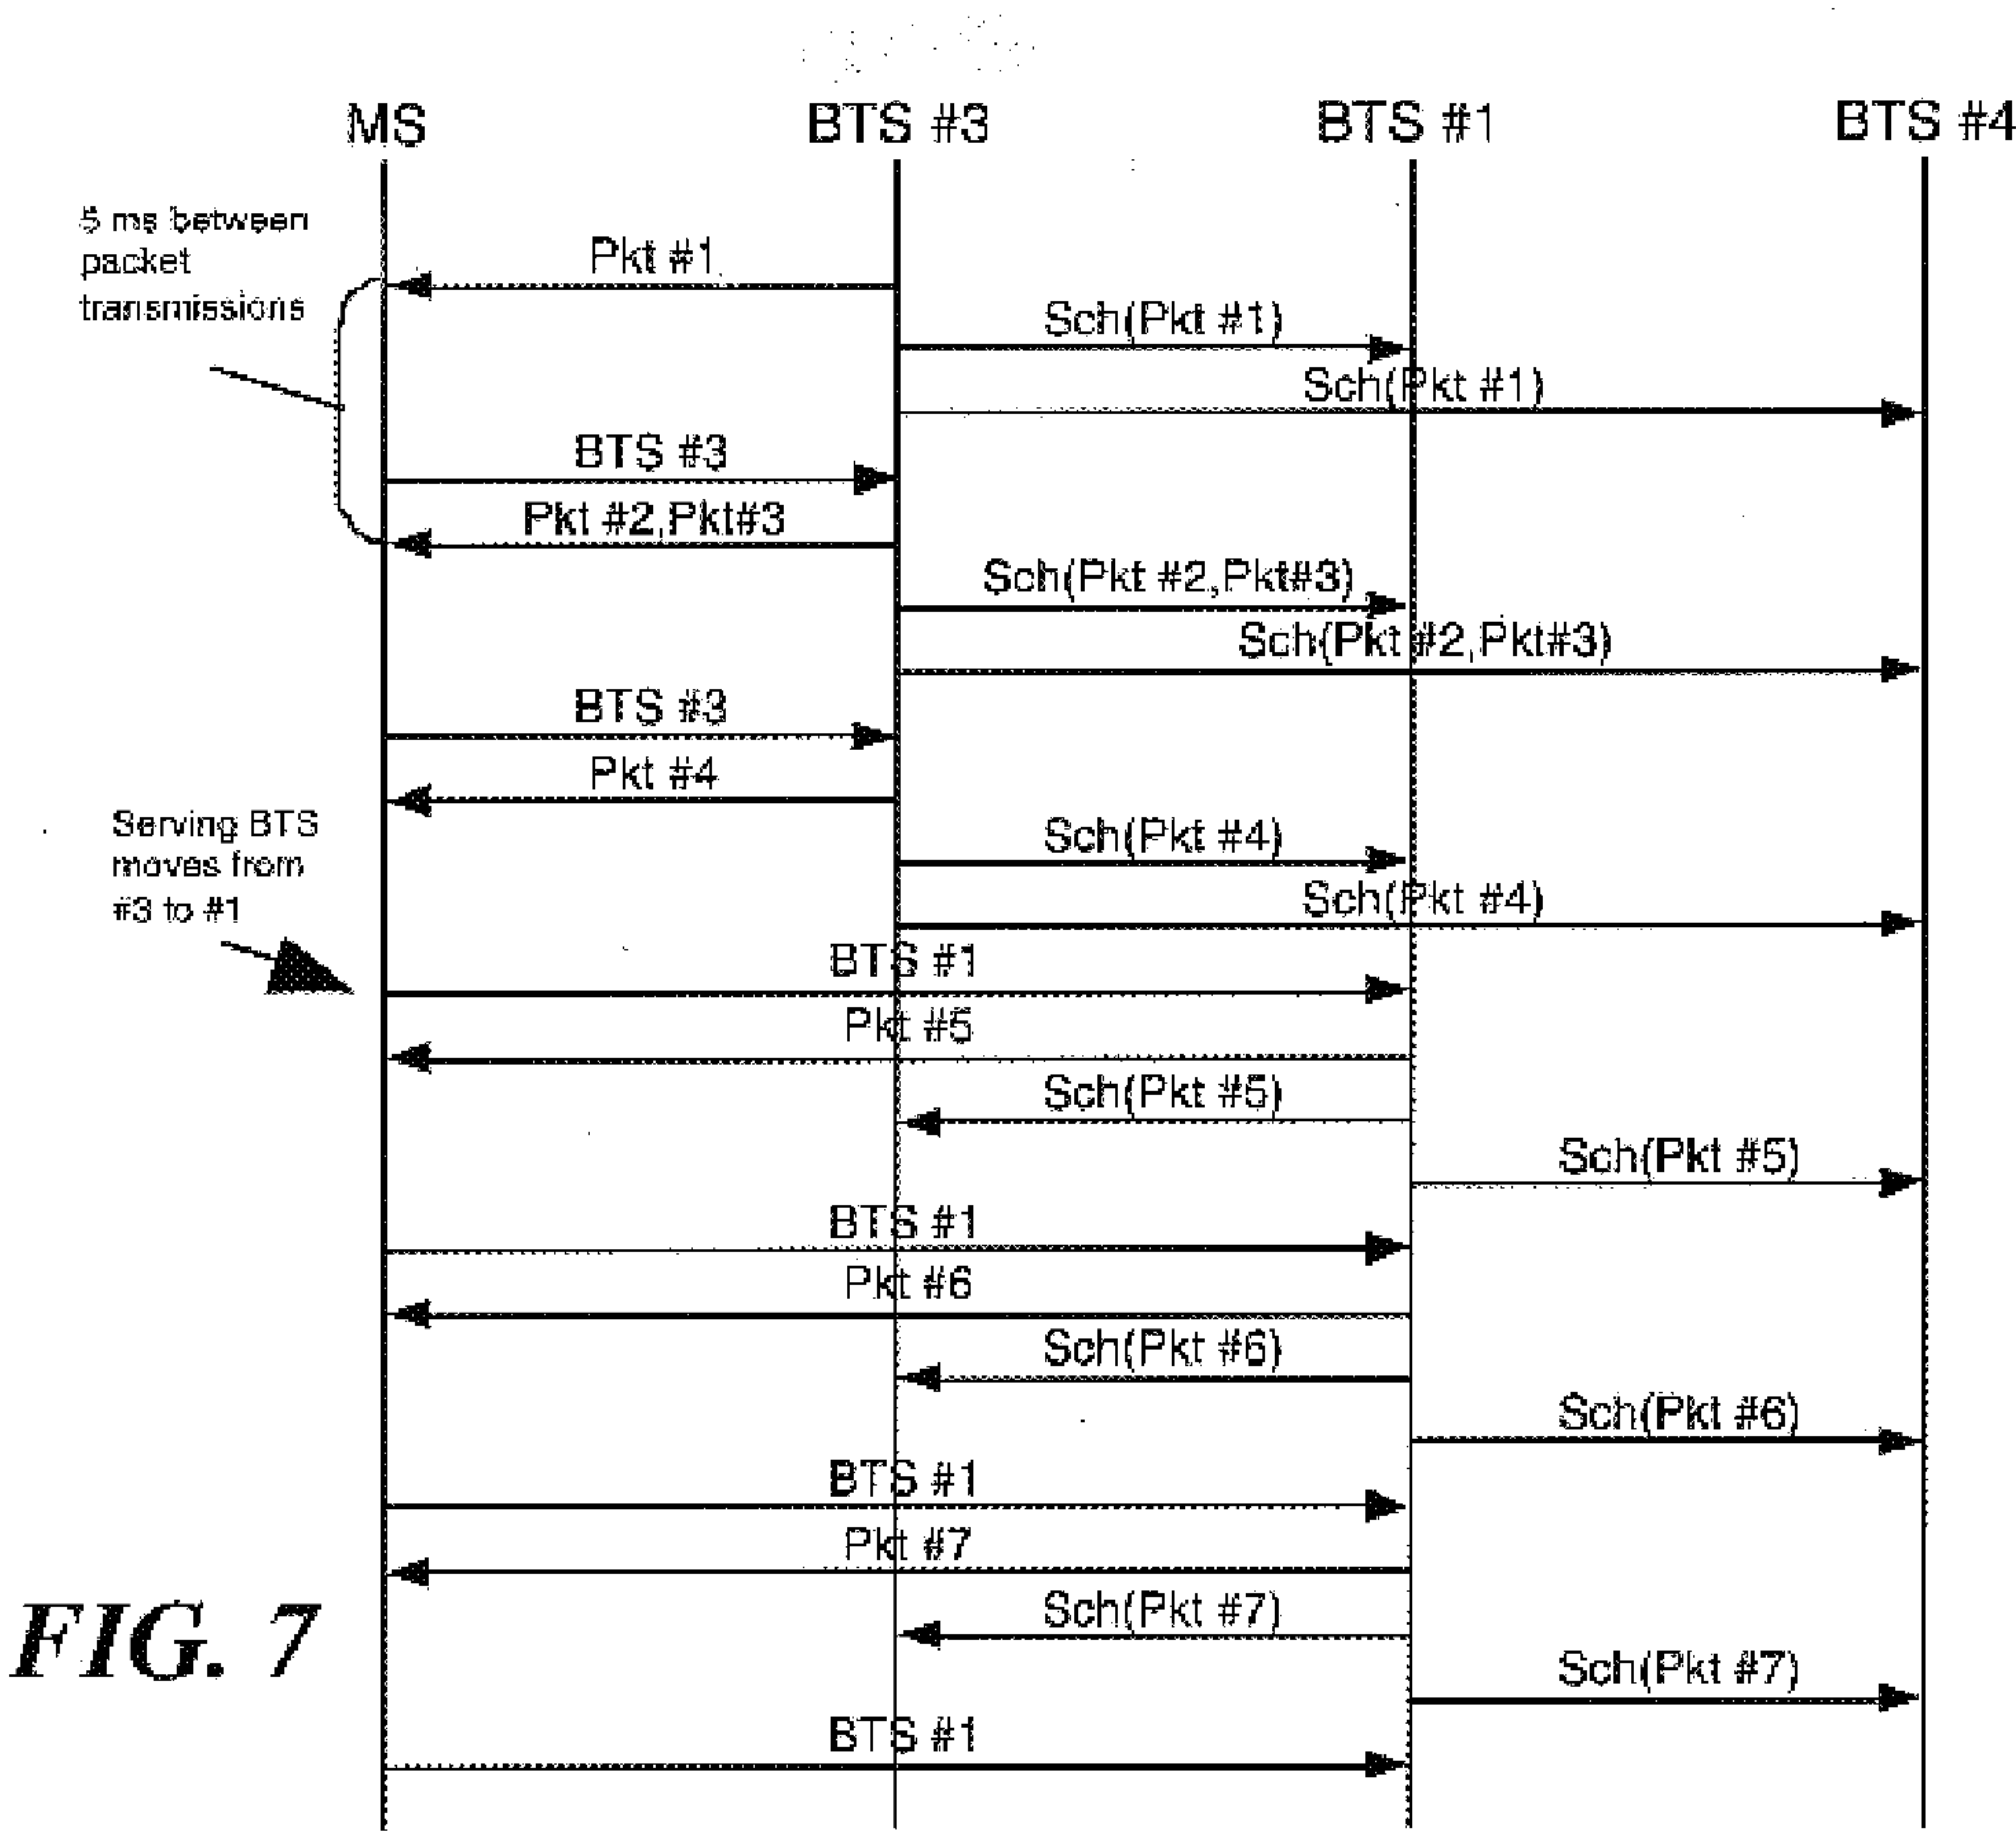 MS BTS #3 BTS #1 BTS #4
5 ms between
packet
transmissions
Pkt #1
Sch(Pkt #1)
Sch(Pkt #1)
BTS #3
Pkt #2,Pkt#3
Sch(Pkt #2,Pkt#3)
Sch(Pkt #2,Pkt#3)
BTS #3
Pkt #4
Serving BTS
moves from
#3 to #1
Sch(Pkt #4)
Sch(Pkt #4)
BTS #1
Pkt #5
Sch(Pkt #5)
Sch(Pkt #5)
BTS #1
Pkt #6
Sch(Pkt #6)
Sch(Pkt #6)
BTS #1
Pkt #7
Sch(Pkt #7)
Sch(Pkt #7)
BTS #1
FIG. 7